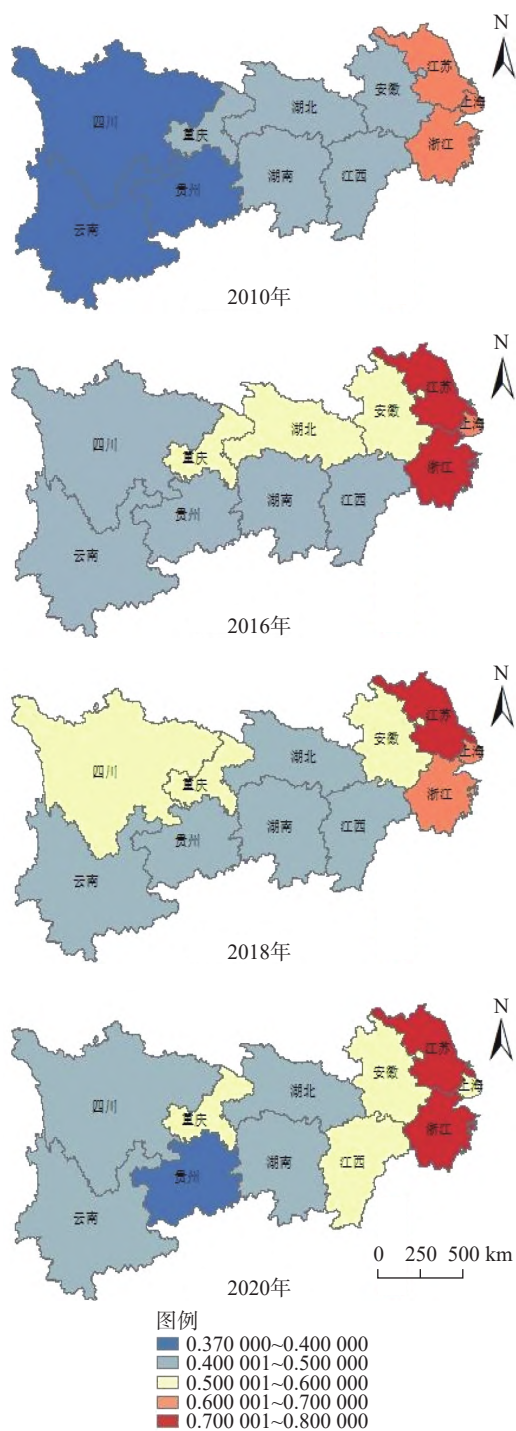 N
江苏
安徽
上海
湖北
四川
重庆
浙江
贵州
湖南
江西
云南
2010年
N
江苏
安徽
上海
四川
湖北
重庆
浙江
贵州
湖南
江西
云南
2016年
N
江苏
安徽
上海
四川
湖北
重庆
浙江
贵州
湖南
江西
云南
2018年
N
江苏
安徽
上海
四川
湖北
重庆
浙江
贵州
湖南
江西
云南
0 250 500 km
2020年
图例
0.370 000~0.400 000
0.400 001~0.500 000
0.500 001~0.600 000
0.600 001~0.700 000
0.700 001~0.800 000